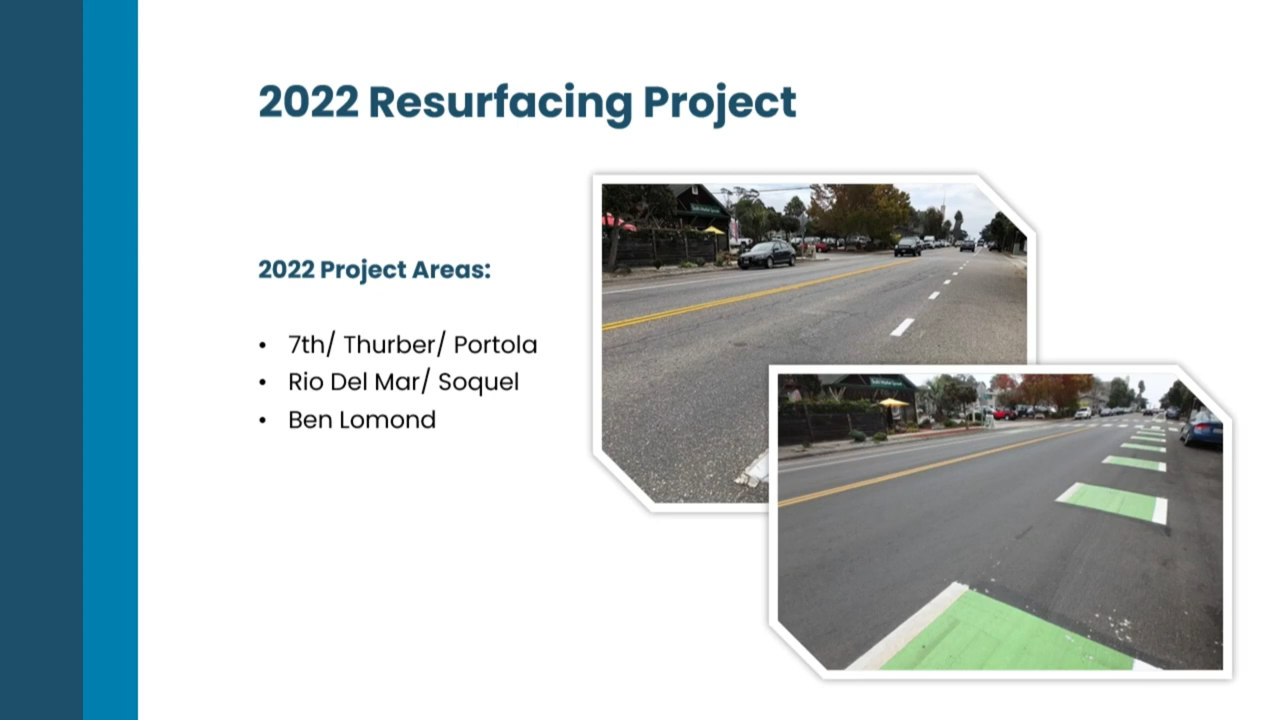 2022 Resurfacing Project
2022 Project Areas:
• 7th/ Thurber/ Portola
• Rio Del Mar/ Soquel
• Ben Lomond